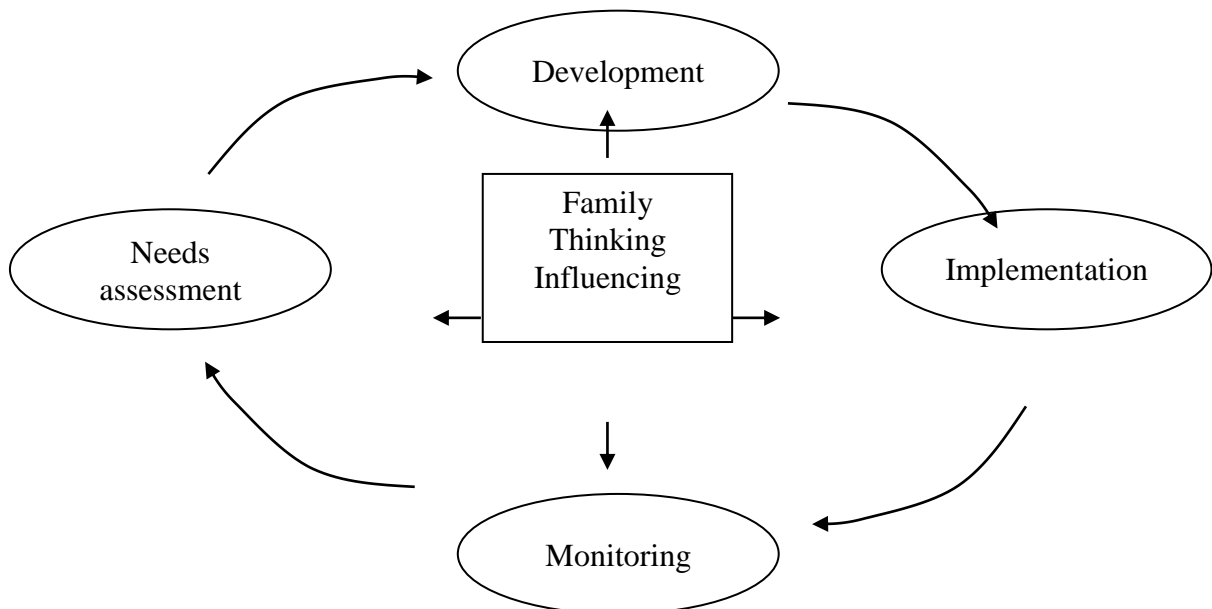 Development
Family
Thinking
Influencing
Needs
assessment
Implementation
Monitoring